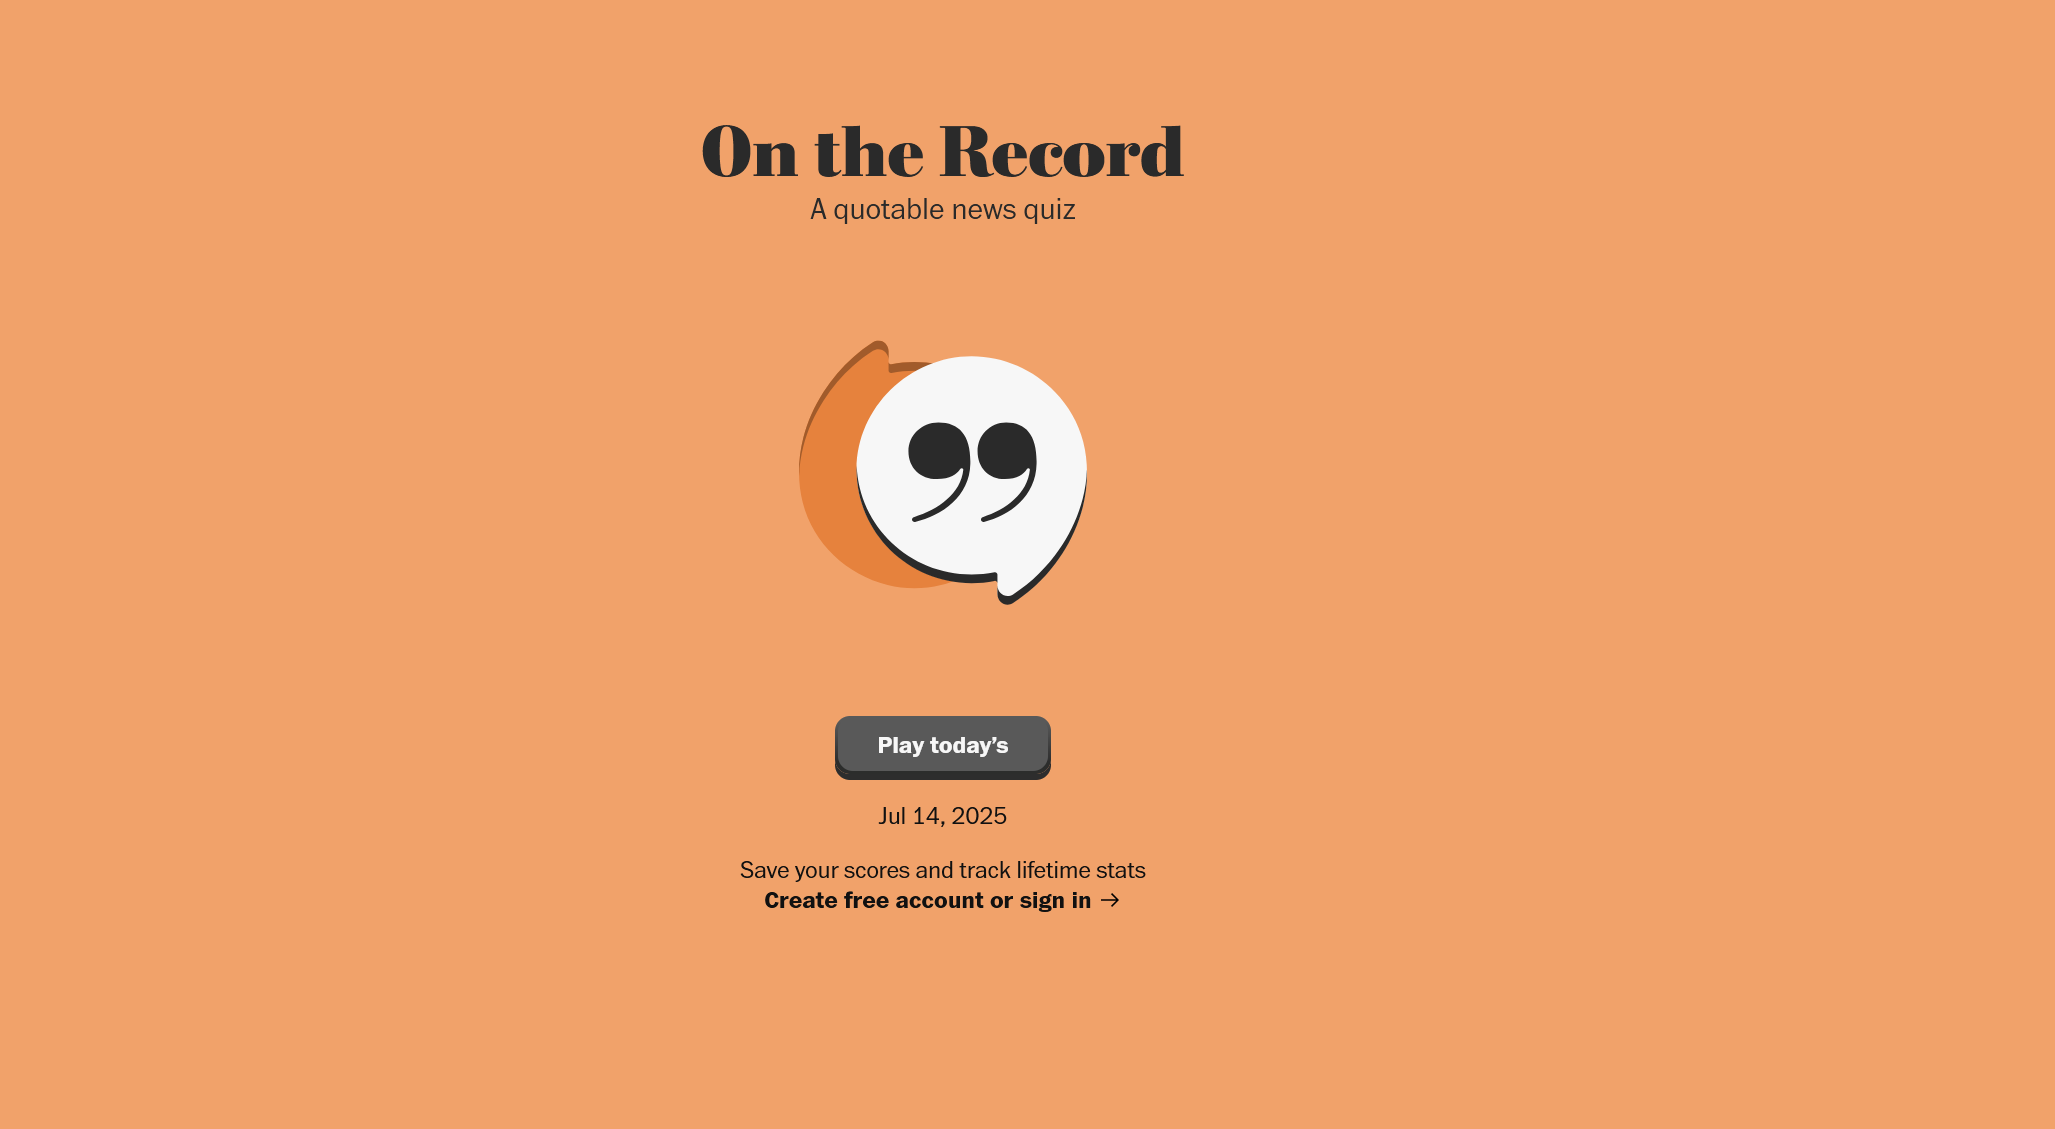 On the Record
A quotable news quiz
Play today’s
Jul 14, 2025
Save your scores and track lifetime stats
Create free account or sign in →